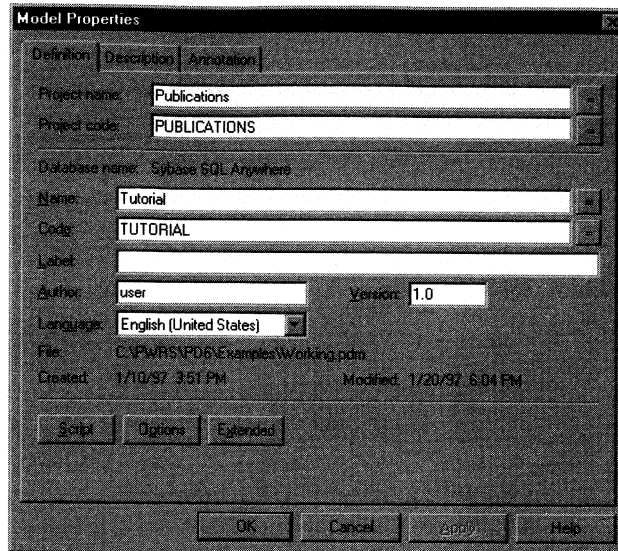 Model Properties
Definition Description Annotation
Project name: Publications =
Project code: PUBLICATIONS =
Database name: Sybase SQL Anywhere
Name: Tutorial =
Code: TUTORIAL =
Label:
Author: user Version: 1.0
Language: English (United States)
File: C:\PWRS\PD6\Examples\Working.pdm
Created: 1/10/97 3:51 PM Modified: 1/20/97 6:04 PM
Script Options Extended
OK Cancel Apply Help